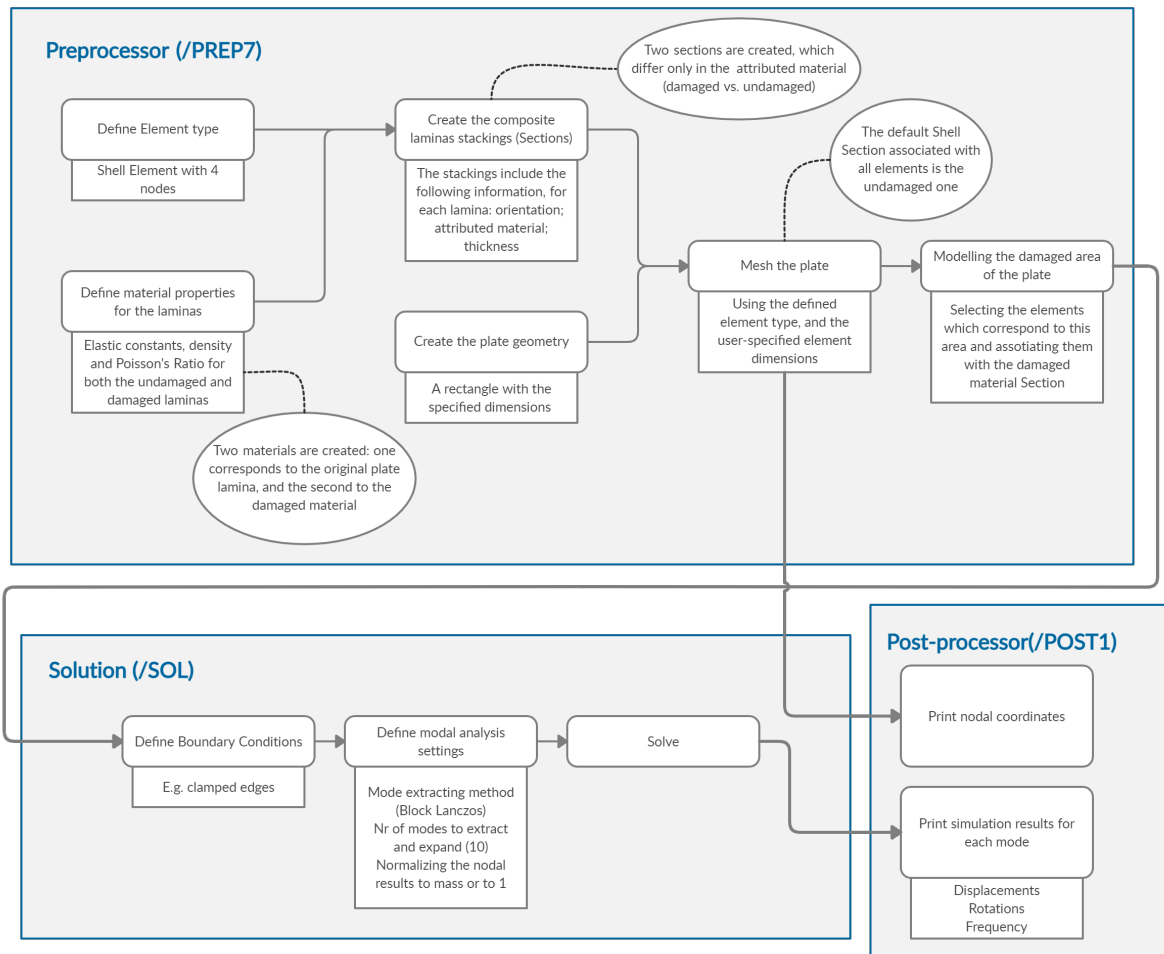 Preprocessor (/PREP7)
Two sections are created, which
differ only in the attributed material
(damaged vs. undamaged)
Define Element type
Shell Element with 4
nodes
Create the composite
laminas stackings (Sections)
The stackings include the
following information, for
each lamina: orientation;
attributed material;
thickness
The default Shell
Section associated with
all elements is the
undamaged one
Define material properties
for the laminas
Elastic constants, density
and Poisson's Ratio for
both the undamaged and
damaged laminas
Two materials are created: one
corresponds to the original plate
lamina, and the second to the
damaged material
Create the plate geometry
A rectangle with the
specified dimensions
Mesh the plate
Using the defined
element type, and the
user-specified element
dimensions
Modelling the damaged area
of the plate
Selecting the elements
which correspond to this
area and assotiating them
with the damaged
material Section
Solution (/SOL)
Define Boundary Conditions
E.g. clamped edges
Define modal analysis
settings
Mode extracting method
(Block Lanczos)
Nr of modes to extract
and expand (10)
Normalizing the nodal
results to mass or to 1
Solve
Post-processor(/POST1)
Print nodal coordinates
Print simulation results for
each mode
Displacements
Rotations
Frequency